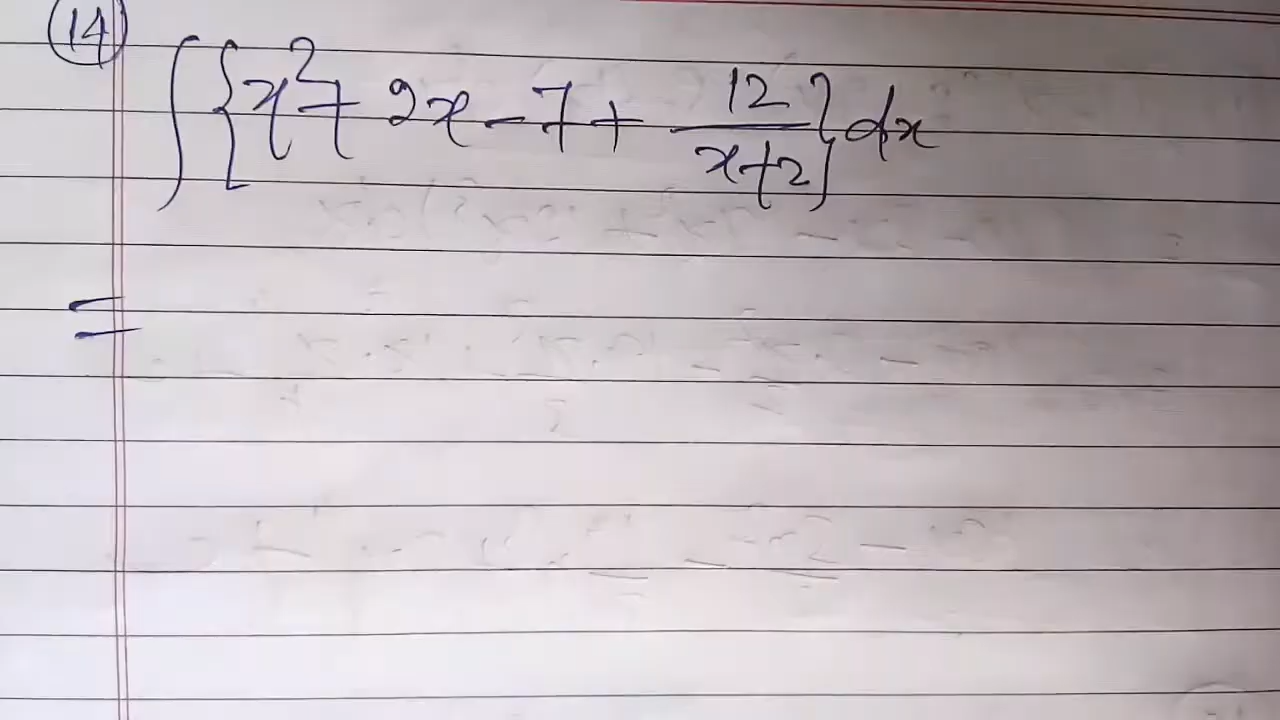 (14) ∫ { x² + 2x - 7 + 12/(x+2) } dx
=